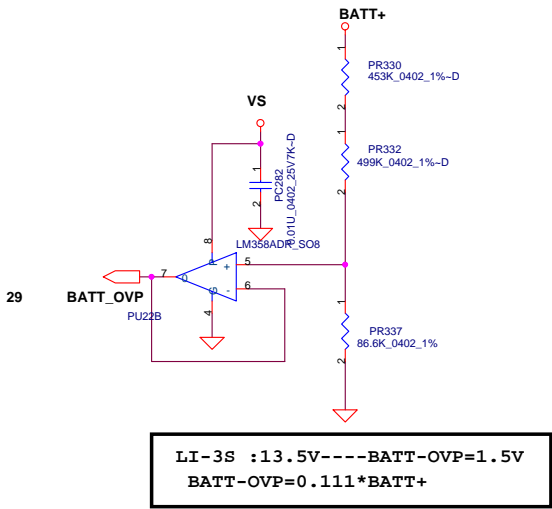 BATT+
1
PR330
453K_0402_1%~D
2
VS
1
PR332
499K_0402_1%~D
2
1
PC282
0.01U_0402_25V7K~D
2
8
LM358ADR_SO8
P
+
5
7
0
-
6
G
29
BATT_OVP
PU22B
4
1
PR337
86.6K_0402_1%
2
LI-3S :13.5V----BATT-OVP=1.5V
BATT-OVP=0.111*BATT+